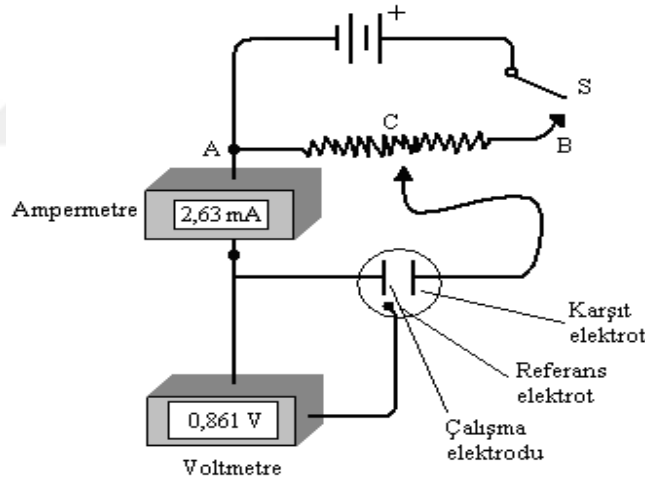 +
S
C
A
B
Ampermetre
2,63 mA
Karşıt
elektrot
Referans
elektrot
0,861 V
Çalışma
elektrodu
Voltmetre